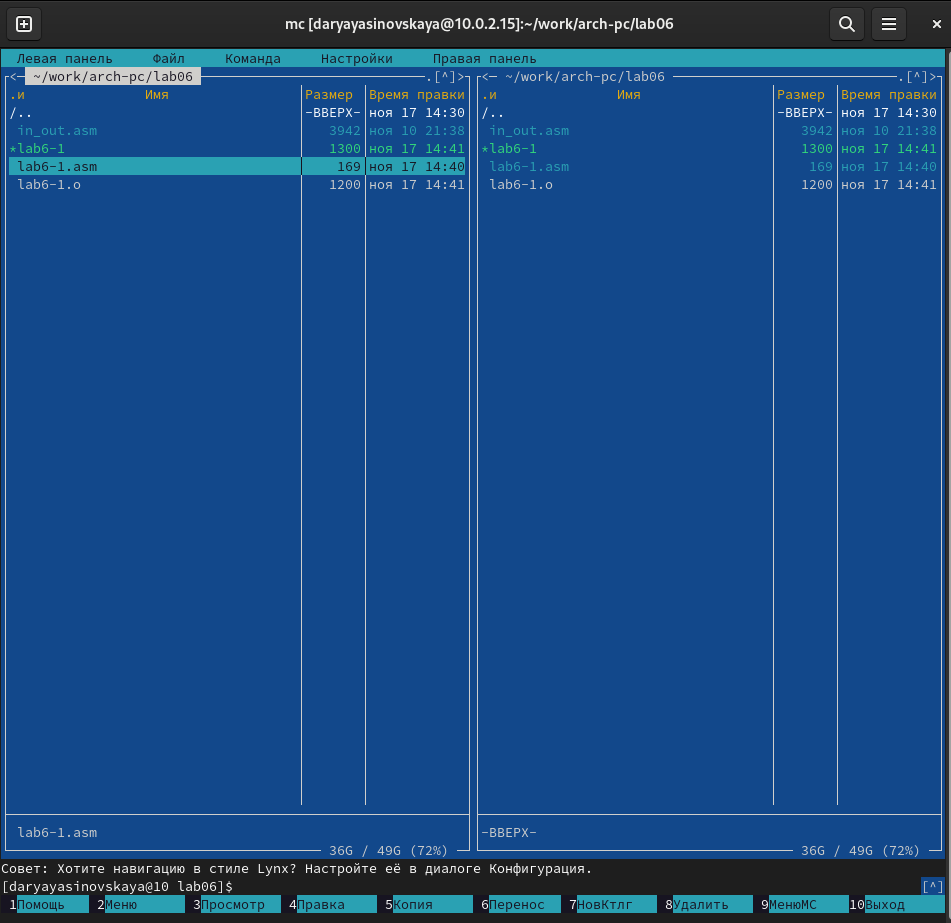 mc [daryayasinovskaya@10.0.2.15]:~/work/arch-pc/lab06
Левая панель Файл Команда Настройки Правая панель
<─ ~/work/arch-pc/lab06 .[^]>
.и Имя Размер Время правки
/.. -ВВЕРХ- ноя 17 14:30
in_out.asm 3942 ноя 10 21:38
*lab6-1 1300 ноя 17 14:41
lab6-1.asm 169 ноя 17 14:40
lab6-1.o 1200 ноя 17 14:41
lab6-1.asm
36G / 49G (72%)
<─ ~/work/arch-pc/lab06 .[^]>
.и Имя Размер Время правки
/.. -ВВЕРХ- ноя 17 14:30
in_out.asm 3942 ноя 10 21:38
*lab6-1 1300 ноя 17 14:41
lab6-1.asm 169 ноя 17 14:40
lab6-1.o 1200 ноя 17 14:41
-ВВЕРХ-
36G / 49G (72%)
Совет: Хотите навигацию в стиле Lynx? Настройте её в диалоге Конфигурация.
[daryayasinovskaya@10 lab06]$ [^]
1Помощь 2Меню 3Просмотр 4Правка 5Копия 6Перенос 7НовКтлг 8Удалить 9МенюMC 10Выход